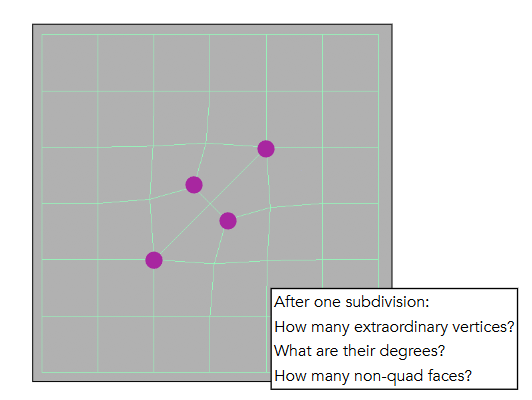 After one subdivision:
How many extraordinary vertices?
What are their degrees?
How many non-quad faces?